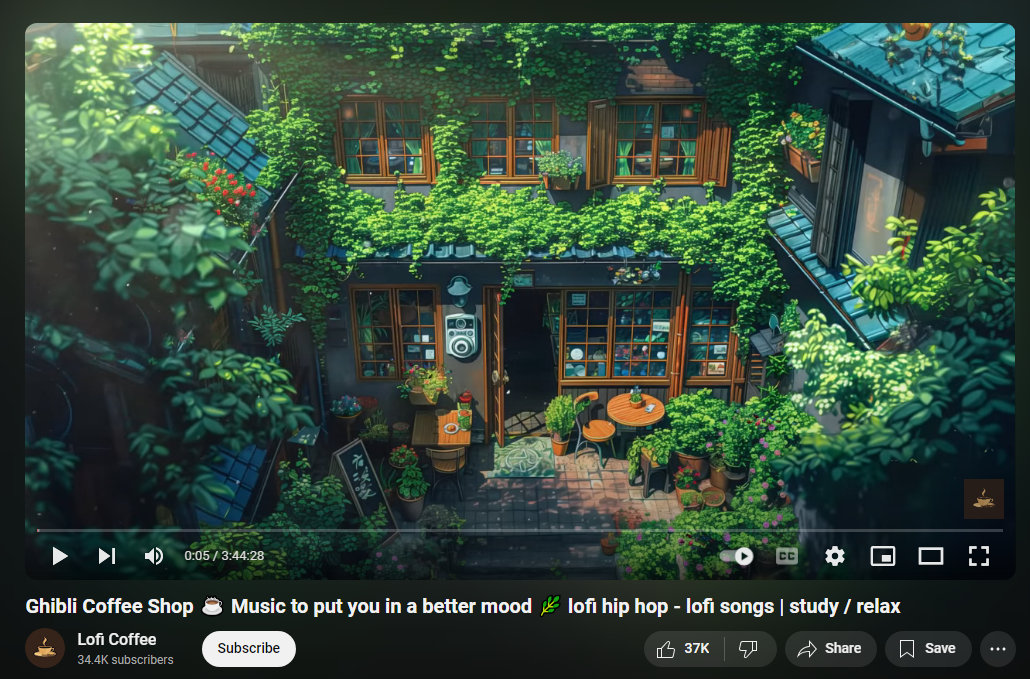 0:05 / 3:44:28
CC
Ghibli Coffee Shop ☕ Music to put you in a better mood 🌿 lofi hip hop - lofi songs | study / relax
Lofi Coffee
34.4K subscribers
Subscribe
37K
Share
Save